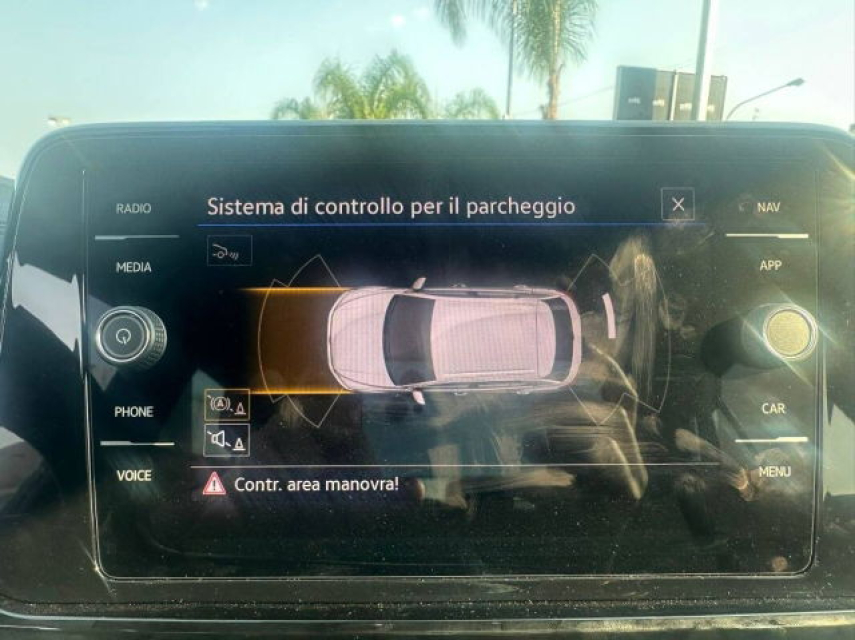 RADIO
Sistema di controllo per il parcheggio
NAV
MEDIA
APP
PHONE
CAR
VOICE
MENU
Contr. area manovra!